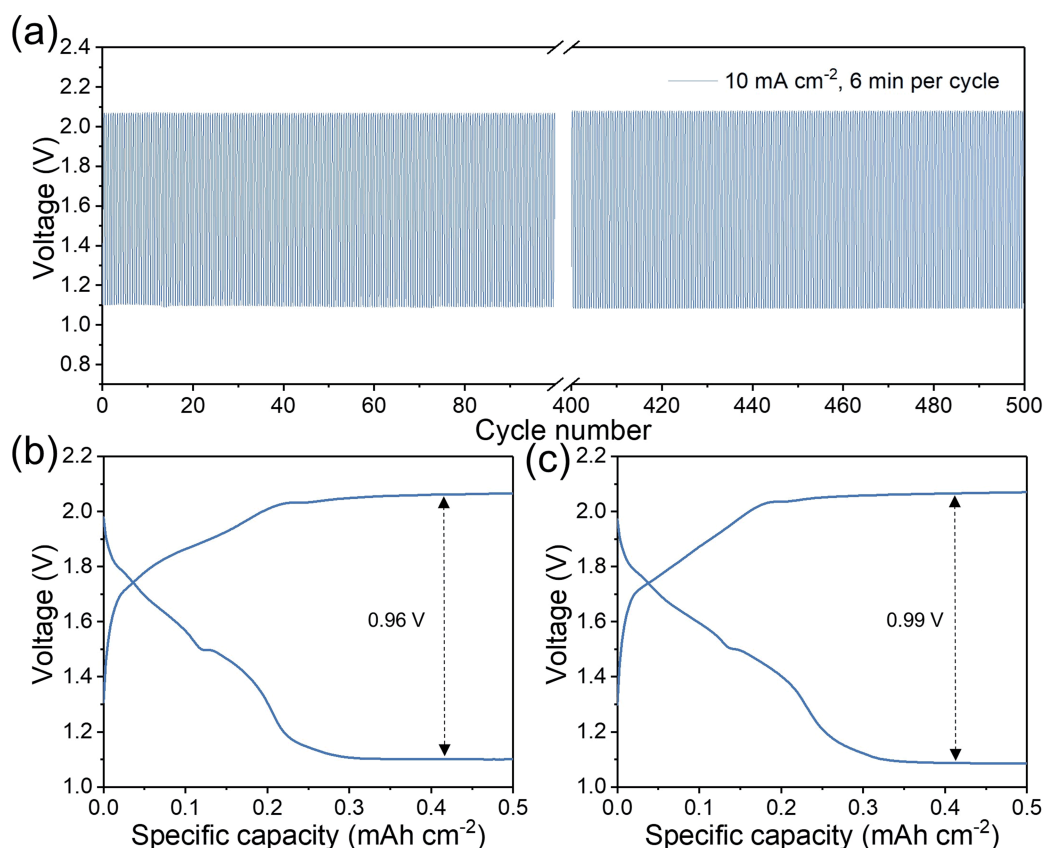 (a)
2.4
2.2
2.0
1.8
1.6
1.4
1.2
1.0
0.8
Voltage (V)
10 mA cm⁻², 6 min per cycle
0 20 40 60 80 400 420 440 460 480 500
Cycle number
(b)
2.2
2.0
1.8
1.6
1.4
1.2
1.0
Voltage (V)
0.96 V
0.0 0.1 0.2 0.3 0.4 0.5
Specific capacity (mAh cm⁻²)
(c)
2.2
2.0
1.8
1.6
1.4
1.2
1.0
Voltage (V)
0.99 V
0.0 0.1 0.2 0.3 0.4 0.5
Specific capacity (mAh cm⁻²)